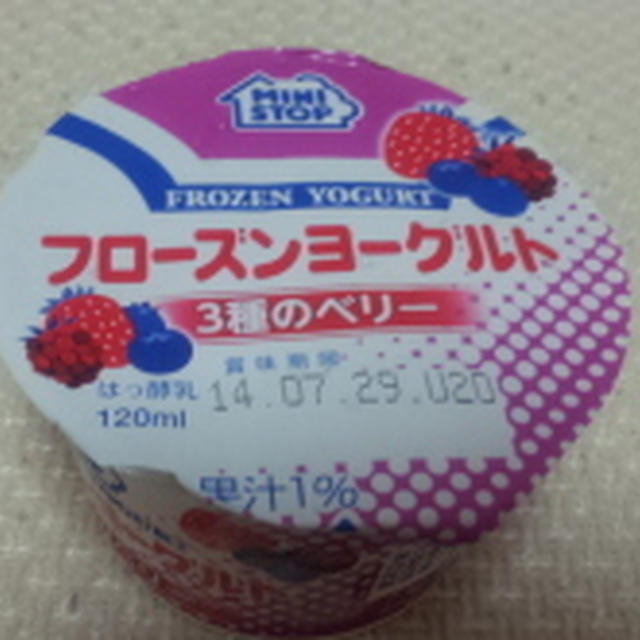 MINI
STOP
FROZEN YOGURT
フローズンヨーグルト
3種のベリー
賞味期限
14.07.29.U20
はっ酵乳
120ml
果汁1%